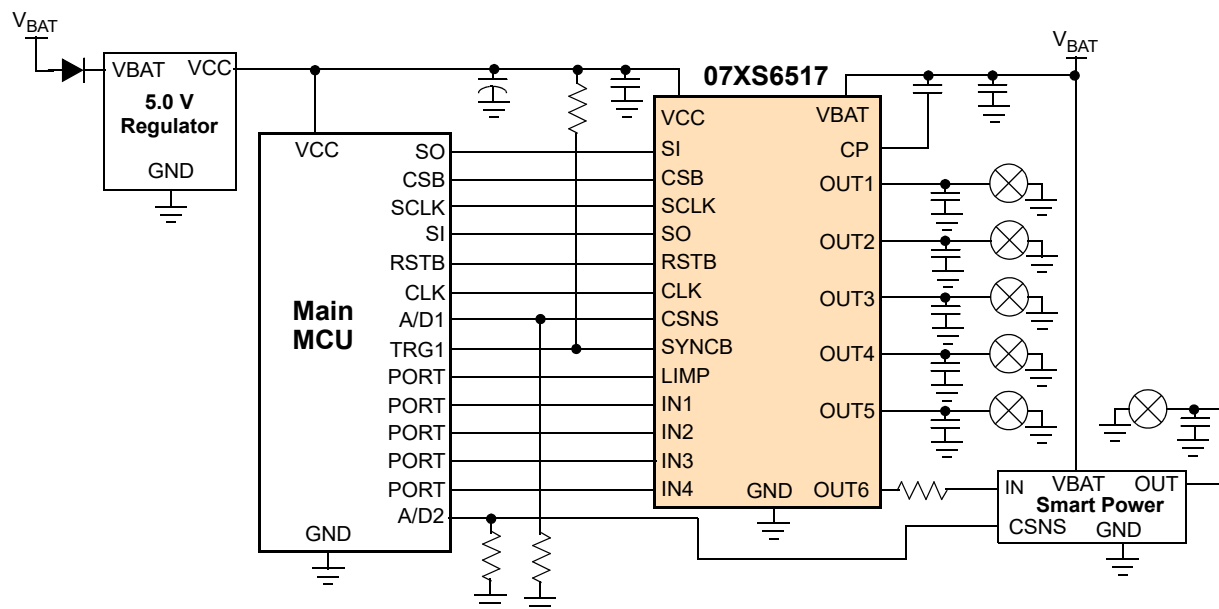 VBAT
VBAT VCC
5.0 V
Regulator
GND
VCC
Main
MCU
SO
CSB
SCLK
SI
RSTB
CLK
A/D1
TRG1
PORT
PORT
PORT
PORT
PORT
A/D2
GND
07XS6517
VCC
SI
CSB
SCLK
SO
RSTB
CLK
CSNS
SYNCB
LIMP
IN1
IN2
IN3
IN4
VBAT
CP
OUT1
OUT2
OUT3
OUT4
OUT5
GND OUT6
VBAT
IN VBAT OUT
Smart Power
CSNS GND